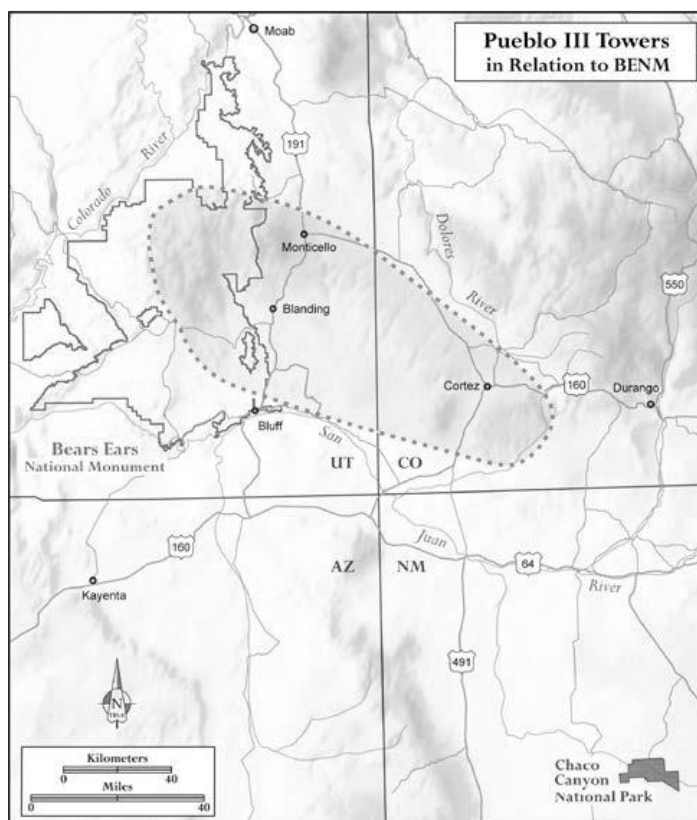 Pueblo III Towers
in Relation to BENM
Moab
191
Colorado
River
Monticello
Dolores
River
550
Blanding
Cortez
160
Durango
Bluff
San
Bears Ears
National Monument
UT
CO
160
Juan
AZ
NM
64
River
Kayenta
491
N
TRUE
Kilometers
0
40
0
40
Miles
Chaco
Canyon
National Park